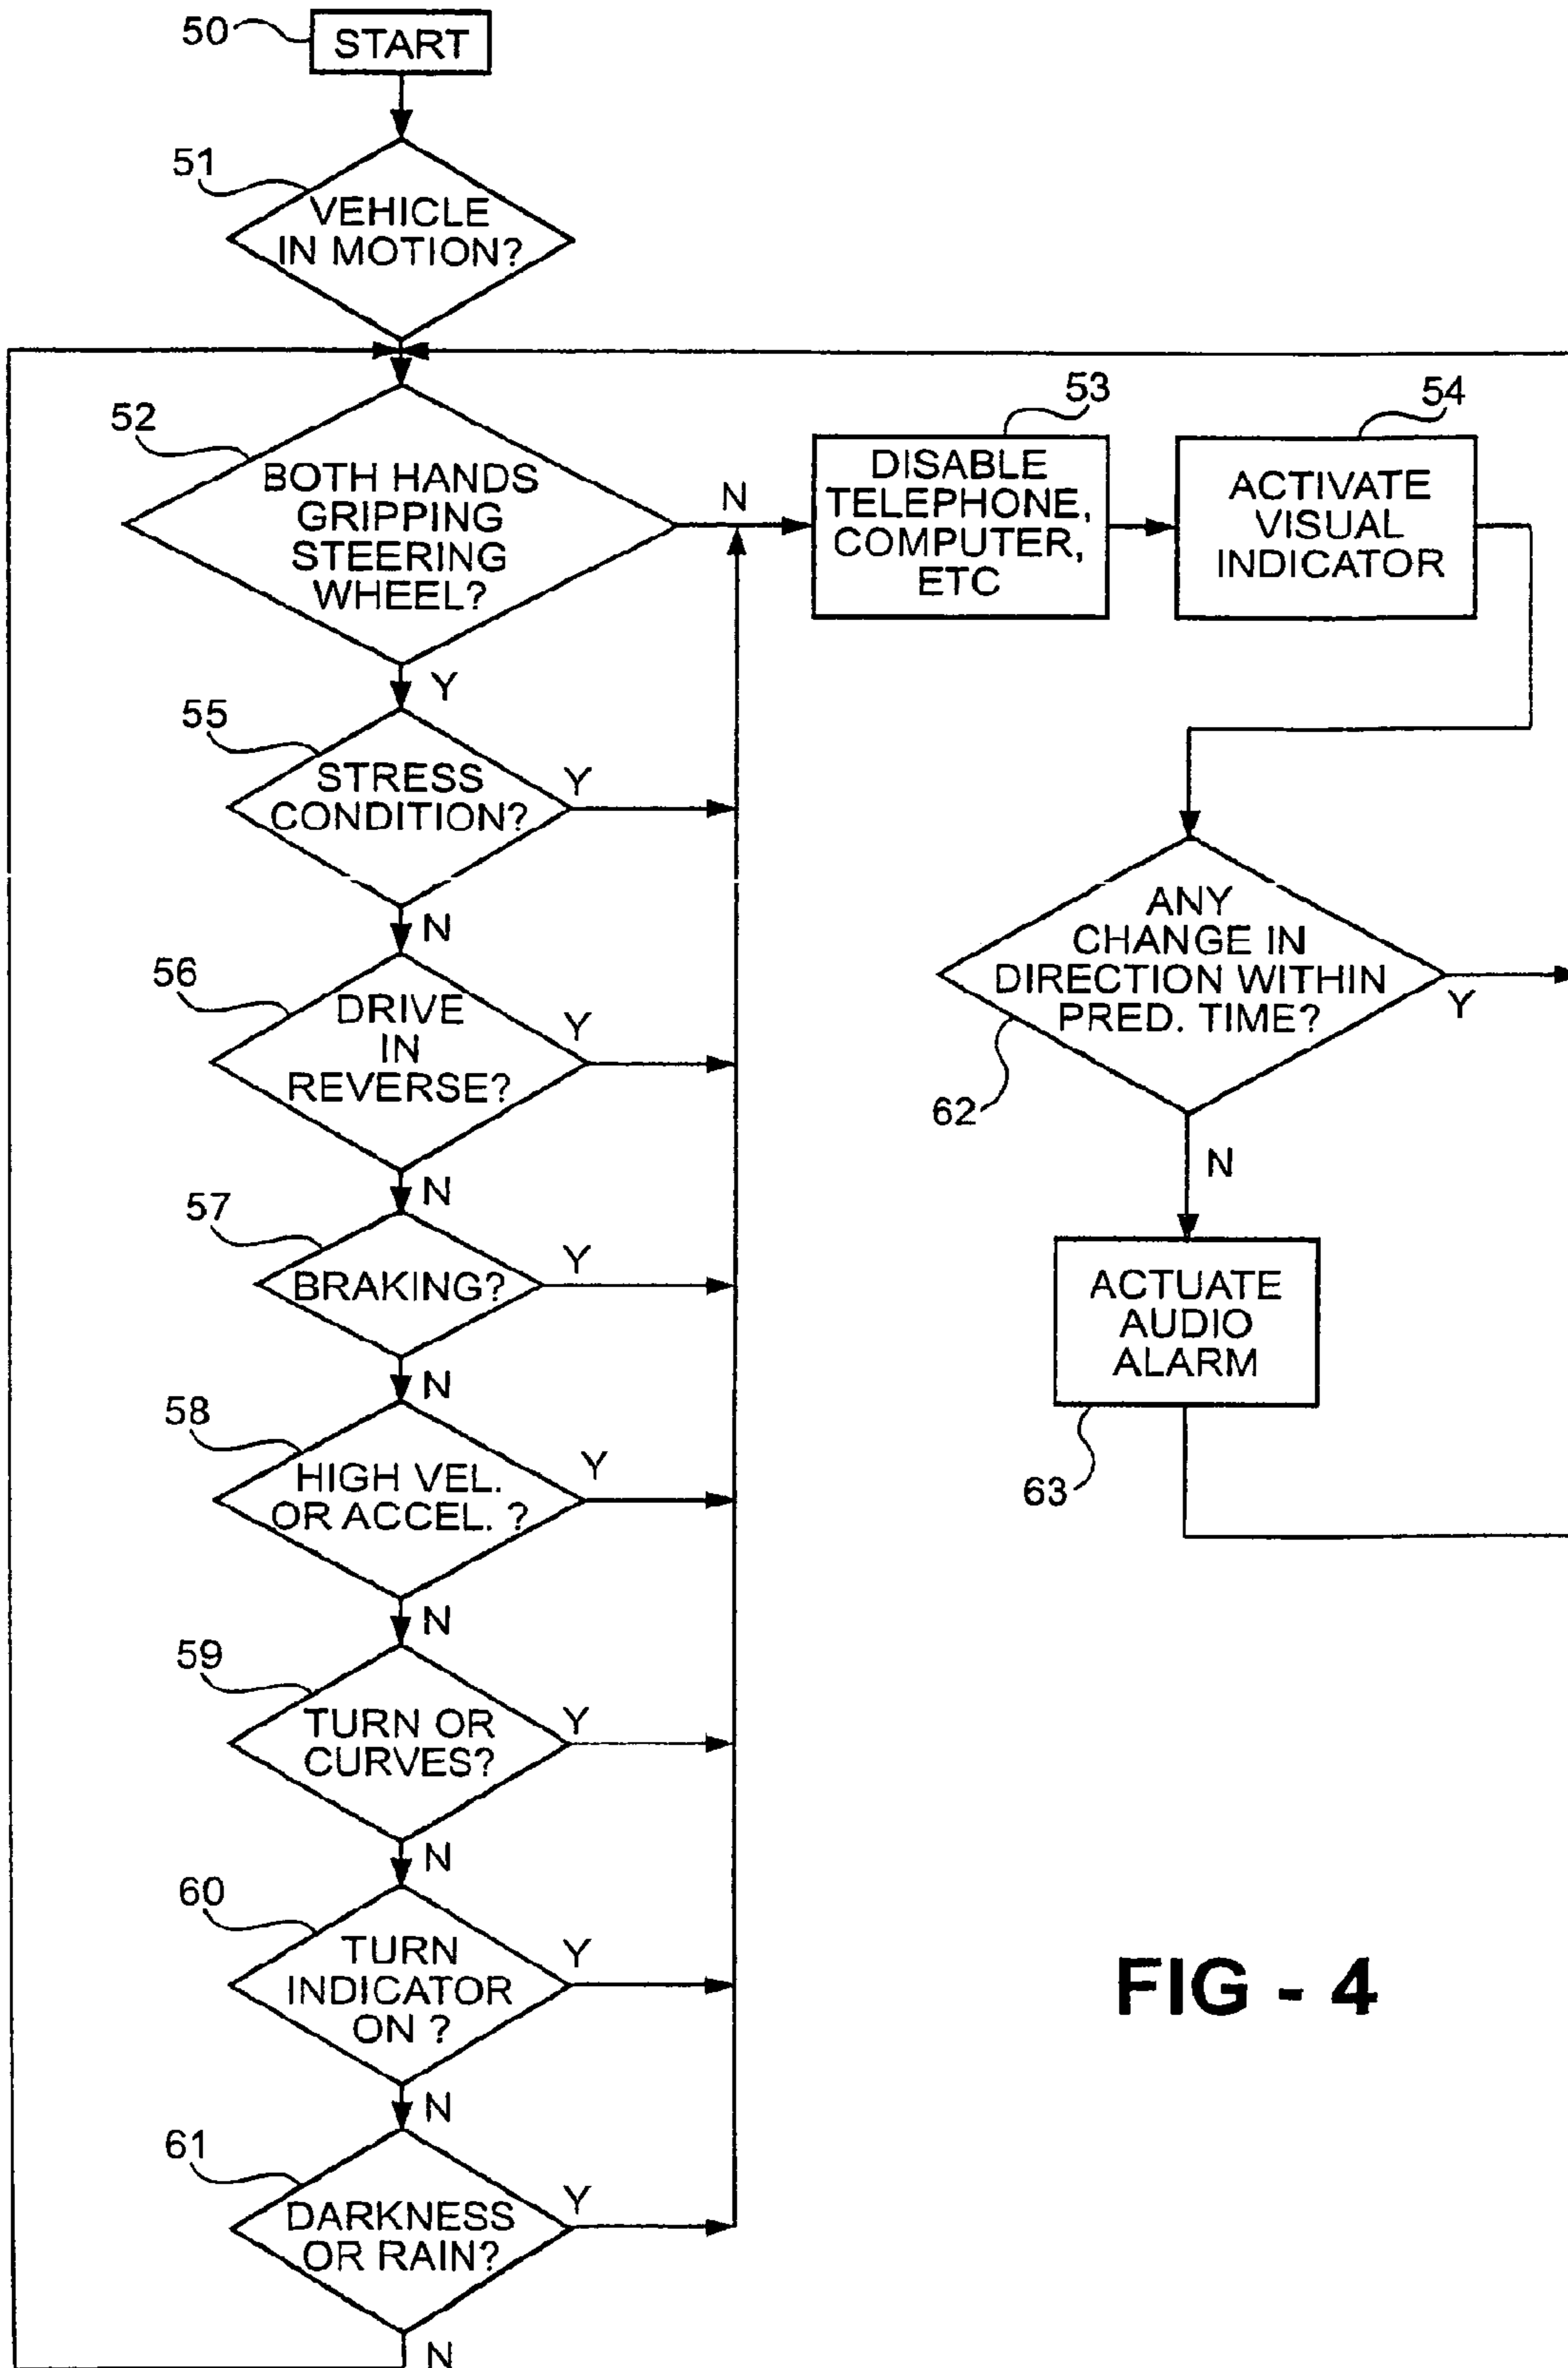 50
START
51
VEHICLE
IN MOTION?
52
BOTH HANDS
GRIPPING
STEERING
WHEEL?
N
Y
53
DISABLE
TELEPHONE,
COMPUTER,
ETC
54
ACTIVATE
VISUAL
INDICATOR
55
STRESS
CONDITION?
Y
N
56
DRIVE
IN
REVERSE?
Y
N
57
BRAKING?
Y
N
58
HIGH VEL.
OR ACCEL. ?
Y
N
59
TURN OR
CURVES?
Y
N
60
TURN
INDICATOR
ON ?
Y
N
61
DARKNESS
OR RAIN?
Y
N
ANY
CHANGE IN
DIRECTION WITHIN
PRED. TIME?
Y
62
N
ACTUATE
AUDIO
ALARM
63
FIG - 4